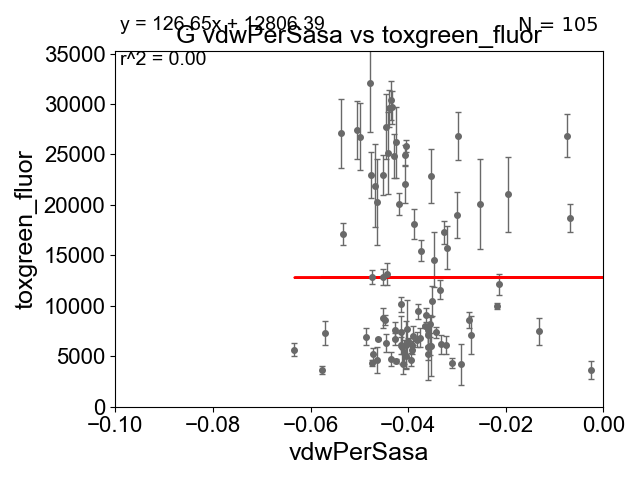 y = 126.65x + 12806.39
N = 105
G vdwPerSasa vs toxgreen_fluor
r^2 = 0.00
35000
30000
25000
20000
15000
10000
5000
0
toxgreen_fluor
−0.10
−0.08
−0.06
−0.04
−0.02
0.00
vdwPerSasa